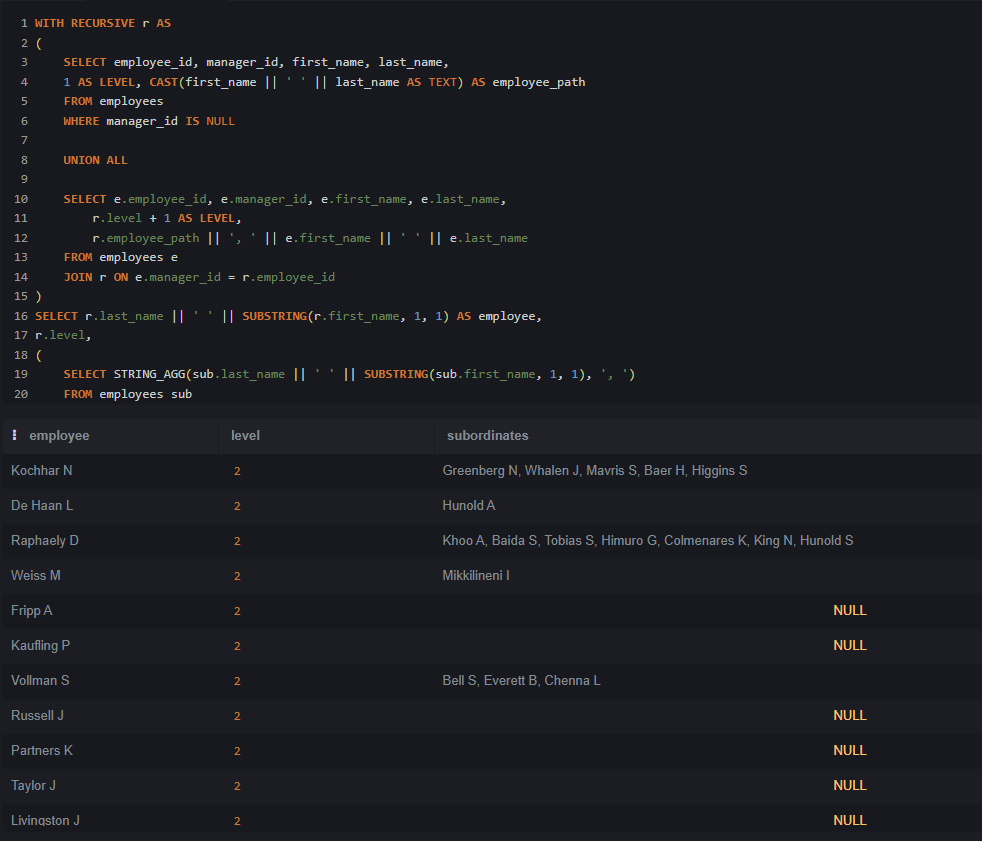 1 WITH RECURSIVE r AS
2 (
3 SELECT employee_id, manager_id, first_name, last_name,
4 1 AS LEVEL, CAST(first_name || ' ' || last_name AS TEXT) AS employee_path
5 FROM employees
6 WHERE manager_id IS NULL
7
8 UNION ALL
9
10 SELECT e.employee_id, e.manager_id, e.first_name, e.last_name,
11 r.level + 1 AS LEVEL,
12 r.employee_path || ', ' || e.first_name || ' ' || e.last_name
13 FROM employees e
14 JOIN r ON e.manager_id = r.employee_id
15 )
16 SELECT r.last_name || ' ' || SUBSTRING(r.first_name, 1, 1) AS employee,
17 r.level,
18 (
19 SELECT STRING_AGG(sub.last_name || ' ' || SUBSTRING(sub.first_name, 1, 1), ', ')
20 FROM employees sub
employee level subordinates
Kochhar N 2 Greenberg N, Whalen J, Mavris S, Baer H, Higgins S
De Haan L 2 Hunold A
Raphaely D 2 Khoo A, Baida S, Tobias S, Himuro G, Colmenares K, King N, Hunold S
Weiss M 2 Mikkilineni I
Fripp A 2 NULL
Kaufling P 2 NULL
Vollman S 2 Bell S, Everett B, Chenna L
Russell J 2 NULL
Partners K 2 NULL
Taylor J 2 NULL
Livingston J 2 NULL